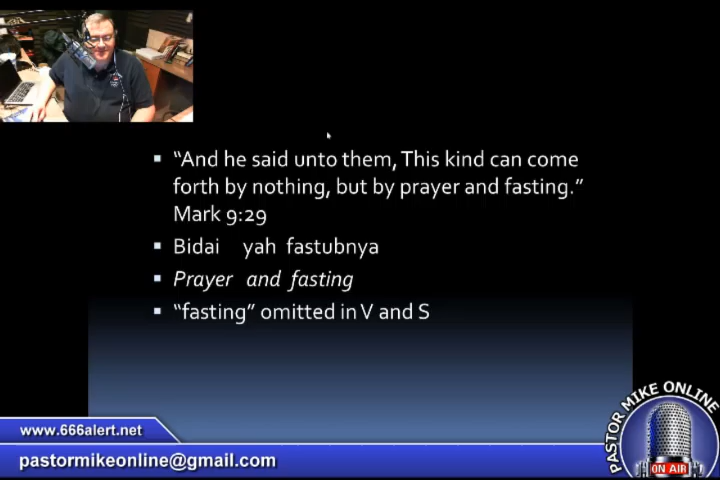 "And he said unto them, This kind can come
forth by nothing, but by prayer and fasting."
Mark 9:29
Bidai yah fastubnya
Prayer and fasting
"fasting" omitted in V and S
www.666alert.net
pastormikeonline@gmail.com
PASTOR MIKE ONLINE
ON AIR